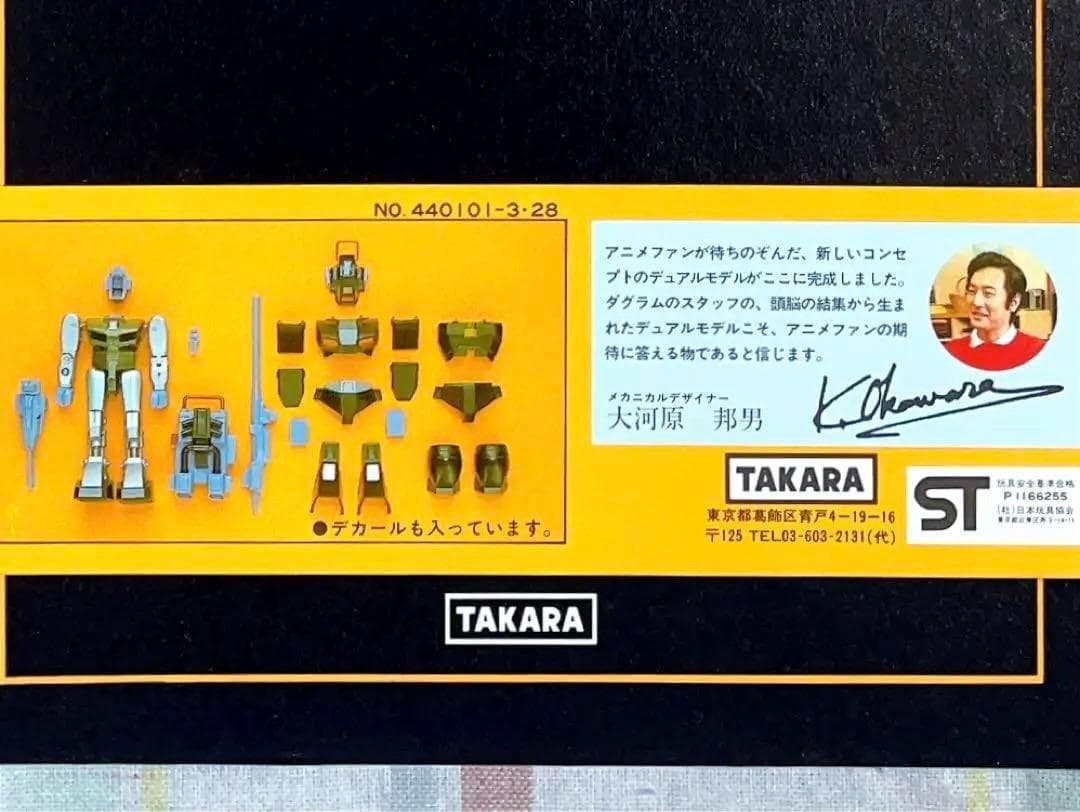 NO. 440101-3・28
●デカールも入っています。
アニメファンが待ちのぞんだ、新しいコンセ
プトのデュアルモデルがここに完成しました。
ダグラムのスタッフの、頭脳の結集から生ま
れたデュアルモデルこそ、アニメファンの期
待に答える物であると信じます。
メカニカルデザイナー
大河原 邦男
K.Okawara
TAKARA
東京都葛飾区青戸4-19-16
〒125 TEL03-603-2131(代)
ST
玩具安全基準合格
P1166255
(社)日本玩具協会
TAKARA